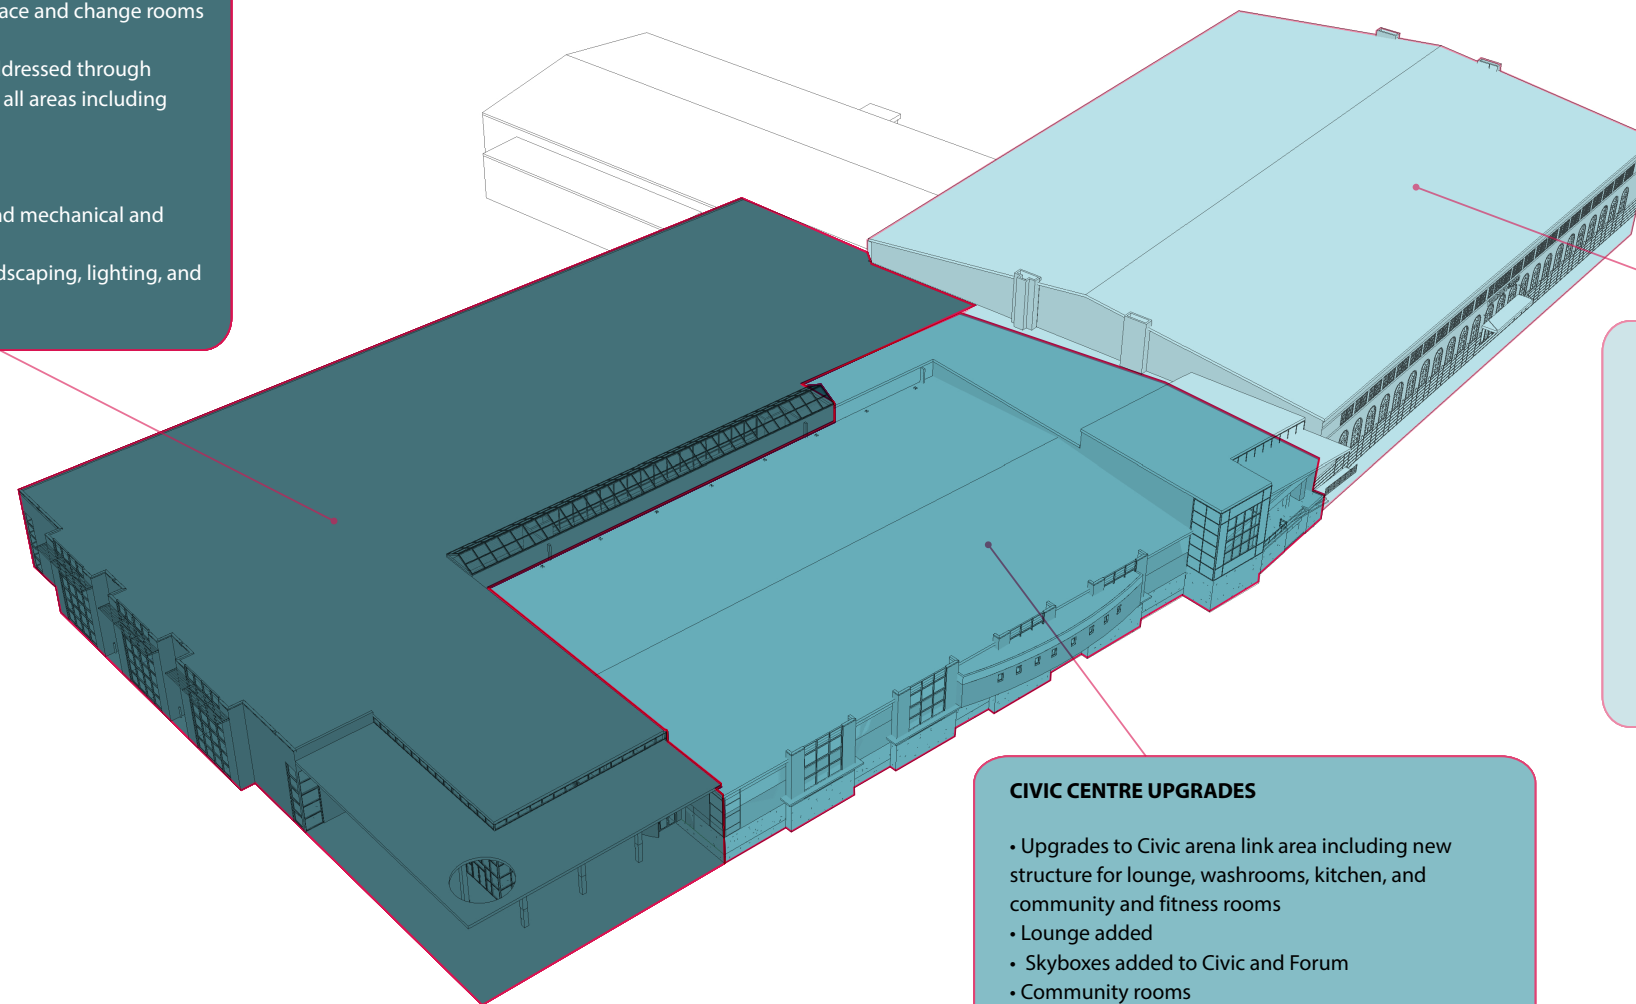 ace and change rooms
dressed through
all areas including
d mechanical and
dscaping, lighting, and
CIVIC CENTRE UPGRADES
• Upgrades to Civic arena link area including new
structure for lounge, washrooms, kitchen, and
community and fitness rooms
• Lounge added
• Skyboxes added to Civic and Forum
• Community rooms